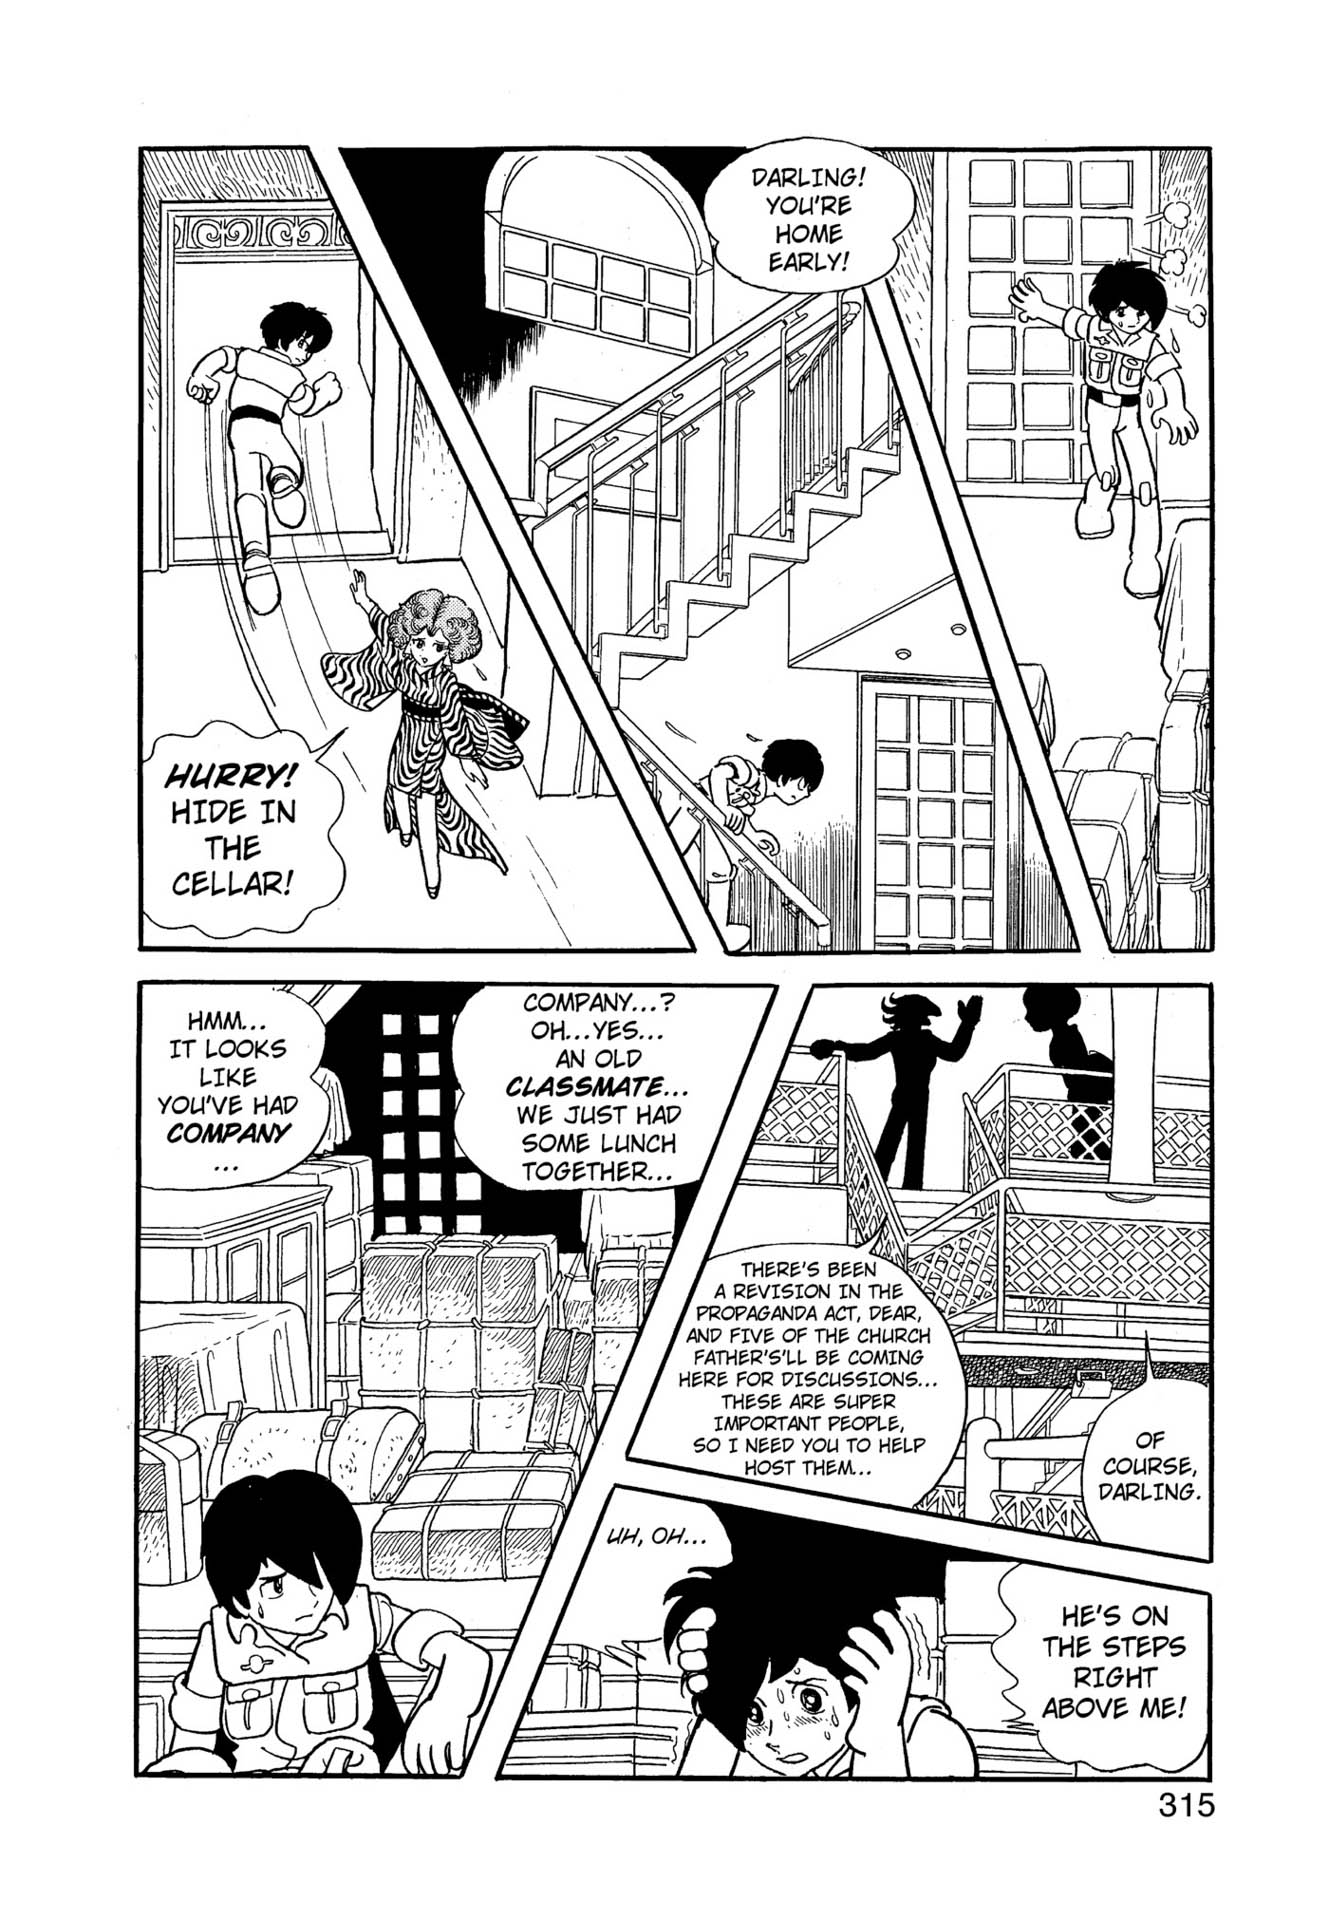 HURRY!
HIDE IN
THE
CELLAR!
DARLING!
YOU'RE
HOME
EARLY!
HMM...
IT LOOKS
LIKE
YOU'VE HAD
COMPANY
...
COMPANY...?
OH...YES...
AN OLD
CLASSMATE...
WE JUST HAD
SOME LUNCH
TOGETHER...
THERE'S BEEN
A REVISION IN THE
PROPAGANDA ACT, DEAR,
AND FIVE OF THE CHURCH
FATHER'S'LL BE COMING
HERE FOR DISCUSSIONS...
THESE ARE SUPER
IMPORTANT PEOPLE,
SO I NEED YOU TO HELP
HOST THEM...
OF
COURSE,
DARLING.
UH, OH...
HE'S ON
THE STEPS
RIGHT
ABOVE ME!
315